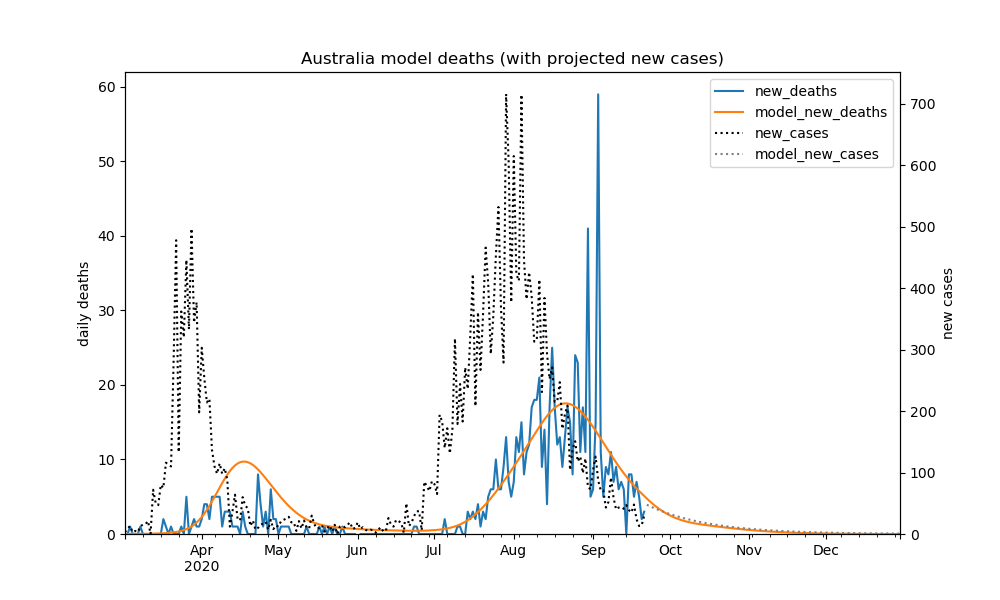 Australia model deaths (with projected new cases)
new_deaths
model_new_deaths
new_cases
model_new_cases
daily deaths
new cases
60
50
40
30
20
10
0
700
600
500
400
300
200
100
0
Apr May Jun Jul Aug Sep Oct Nov Dec
2020